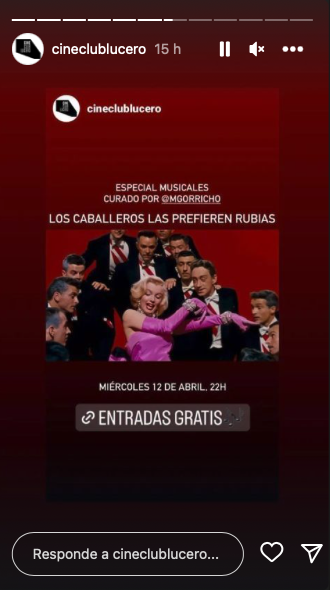 cineclublucero 15 h
cineclublucero
ESPECIAL MUSICALES
CURADO POR @MGORRICHO
LOS CABALLEROS LAS PREFIEREN RUBIAS
MIÉRCOLES 12 DE ABRIL, 22H
ENTRADAS GRATIS
Responde a cineclublucero...